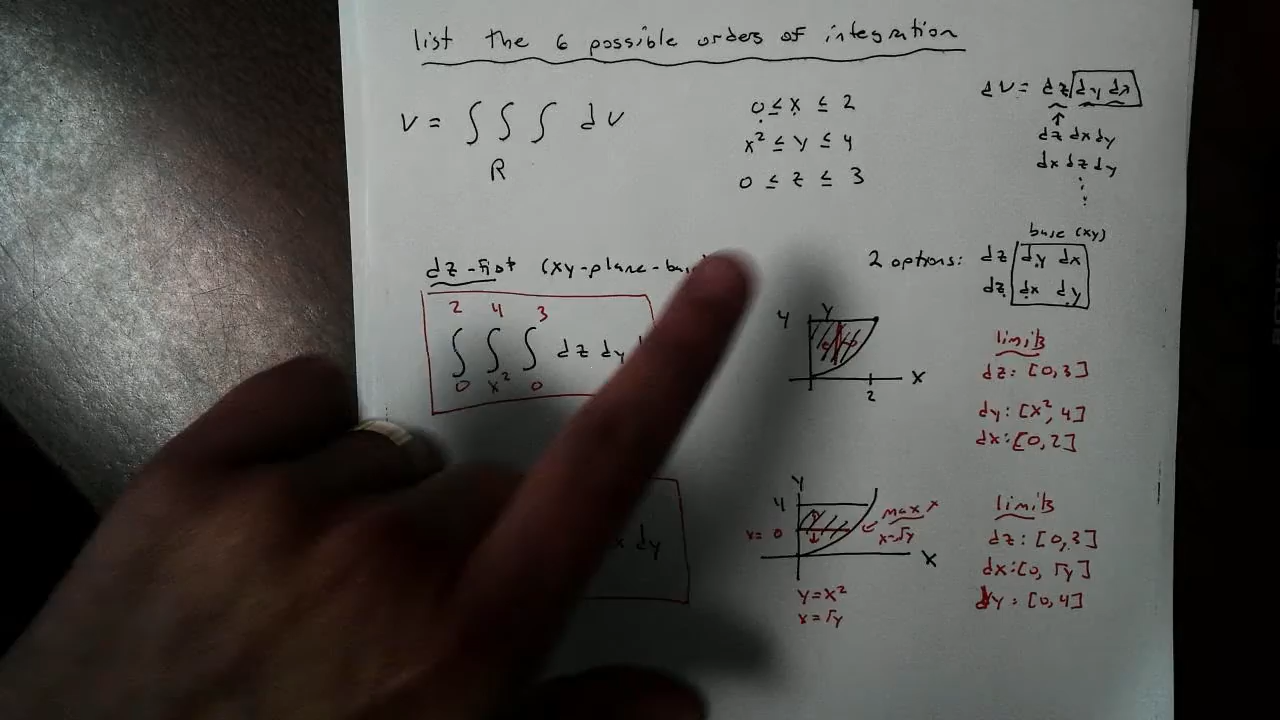 list the 6 possible orders of integration
V = ∫∫∫ dV
R
0 ≤ x ≤ 2
x² ≤ y ≤ 4
0 ≤ z ≤ 3
dV = dz dy dx
↑
dz dx dy
dx dz dy
⋮
dz-First (xy-plane-
2 4 3
∫ ∫ ∫ dz dy
0 x² 0
base (xy)
2 options: dz dy dx
dz dx dy
4 y
x
2
limits
dz: [0,3]
dy: [x², 4]
dx: [0,2]
dy
y
4
x= 0
max x
x=√y
x
y=x²
x=√y
limits
dz: [0,3]
dx: [0, √y]
dy: [0,4]